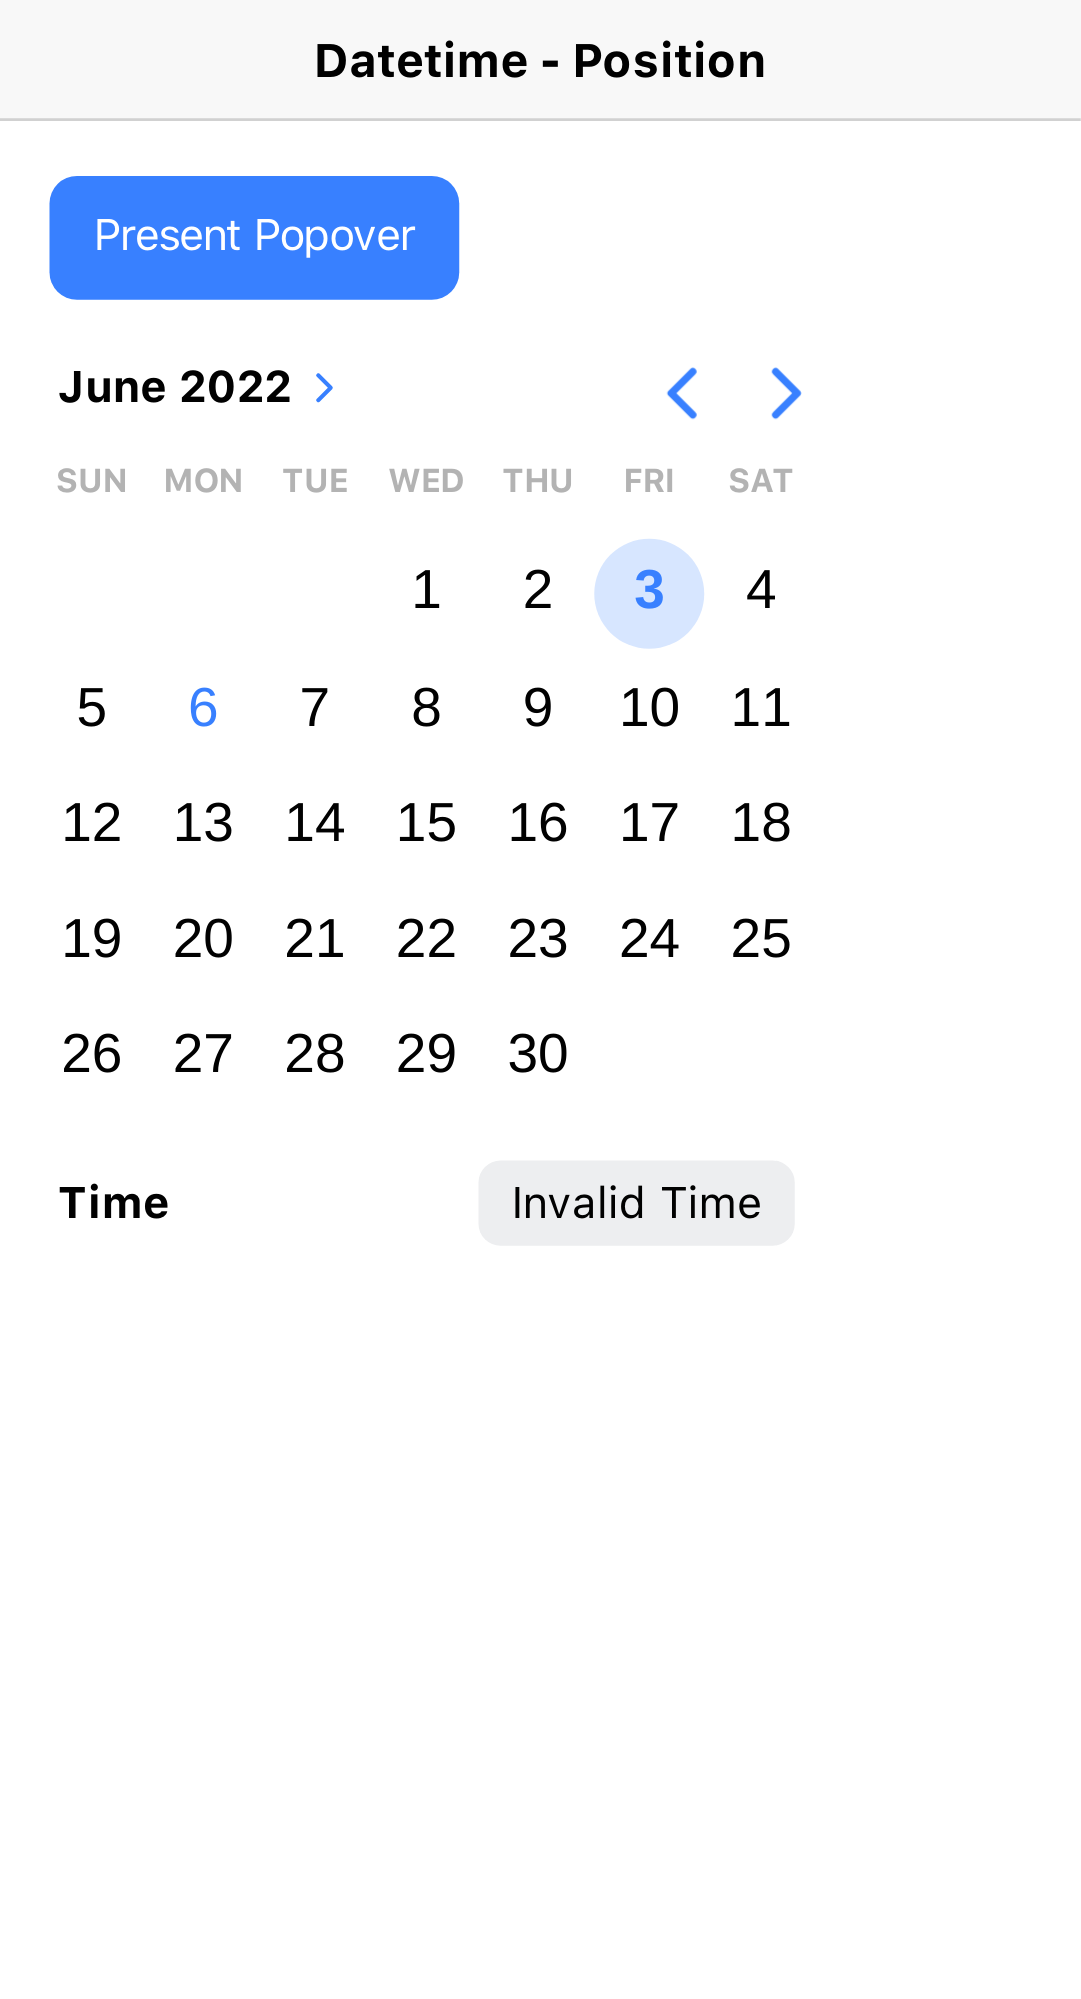 Datetime - Position
Present Popover
June 2022
SUN MON TUE WED THU FRI SAT
1 2 3 4
5 6 7 8 9 10 11
12 13 14 15 16 17 18
19 20 21 22 23 24 25
26 27 28 29 30
Time Invalid Time